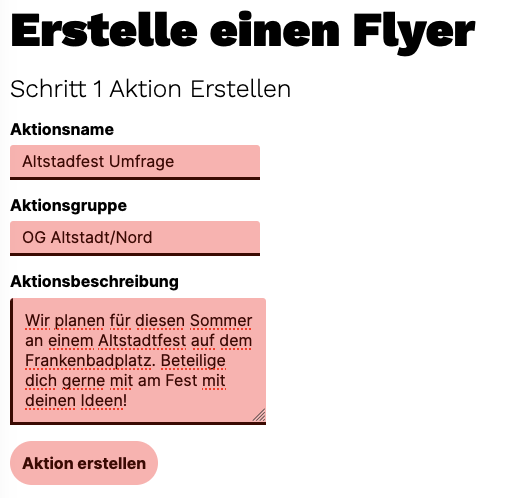 Erstelle einen Flyer
Schritt 1 Aktion Erstellen
Aktionsname
Altstadfest Umfrage
Aktionsgruppe
OG Altstadt/Nord
Aktionsbeschreibung
Wir planen für diesen Sommer
an einem Altstadtfest auf dem
Frankenbadplatz. Beteilige
dich gerne mit am Fest mit
deinen Ideen!
Aktion erstellen